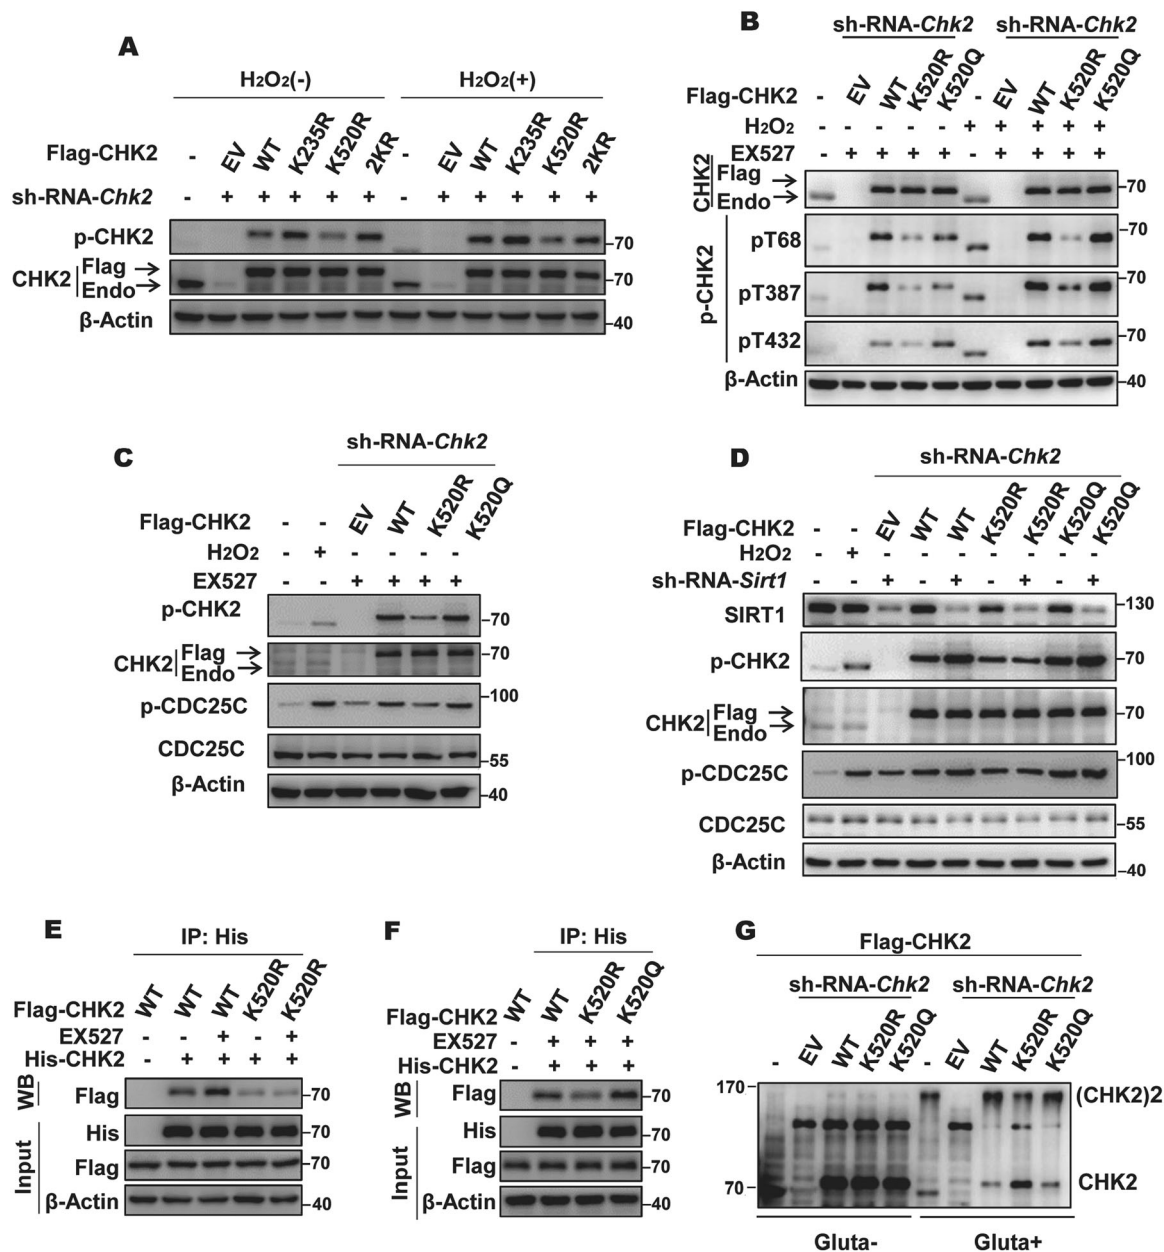 A
H2O2(-) H2O2(+)
Flag-CHK2 - EV WT K235R K520R 2KR - EV WT K235R K520R 2KR
sh-RNA-Chk2 - + + + + + - + + + + +
p-CHK2 70
CHK2 Flag Endo 70
β-Actin 40
B
sh-RNA-Chk2 sh-RNA-Chk2
Flag-CHK2 - EV WT K520R K520Q - EV WT K520R K520Q
H2O2 - - - - - + + + + +
EX527 - + + + + - + + + +
CHK2 Flag Endo 70
p-CHK2
pT68 70
pT387 70
pT432 70
β-Actin 40
C
sh-RNA-Chk2
Flag-CHK2 - - EV WT K520R K520Q
H2O2 - +
EX527 - - + + + +
p-CHK2 70
CHK2 Flag Endo 70
p-CDC25C 100
CDC25C 55
β-Actin 40
D
sh-RNA-Chk2
Flag-CHK2 - - EV WT WT K520R K520R K520Q K520Q
H2O2 - +
sh-RNA-Sirt1 - - + - + - + - +
SIRT1 130
p-CHK2 70
CHK2 Flag Endo 70
p-CDC25C 100
CDC25C 55
β-Actin 40
E
IP: His
Flag-CHK2 WT WT WT K520R K520R
EX527 - - + - +
His-CHK2 - + + + +
WB Flag 70
Input
His 70
Flag 70
β-Actin 40
F
IP: His
Flag-CHK2 WT WT K520R K520Q
EX527 - + + +
His-CHK2 - + + +
WB Flag 70
Input
His 70
Flag 70
β-Actin 40
G
Flag-CHK2
sh-RNA-Chk2 sh-RNA-Chk2
- EV WT K520R K520Q - EV WT K520R K520Q
170 (CHK2)2
70 CHK2
Gluta- Gluta+